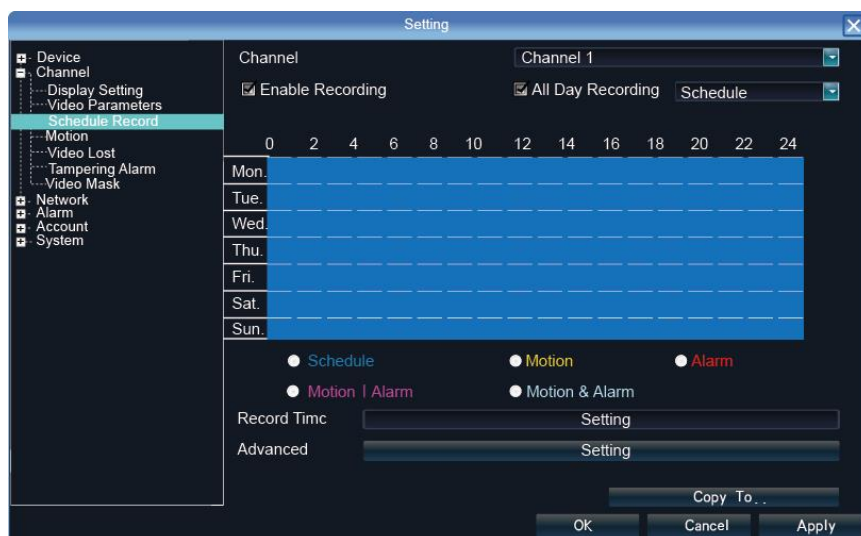 Setting
Device
Channel
Display Setting
Video Parameters
Schedule Record
Motion
Video Lost
Tampering Alarm
Video Mask
Network
Alarm
Account
System
Channel Channel 1
Enable Recording All Day Recording Schedule
0 2 4 6 8 10 12 14 16 18 20 22 24
Mon.
Tue.
Wed.
Thu.
Fri.
Sat.
Sun.
Schedule Motion Alarm
Motion | Alarm Motion & Alarm
Record Timc Setting
Advanced Setting
Copy To..
OK Cancel Apply